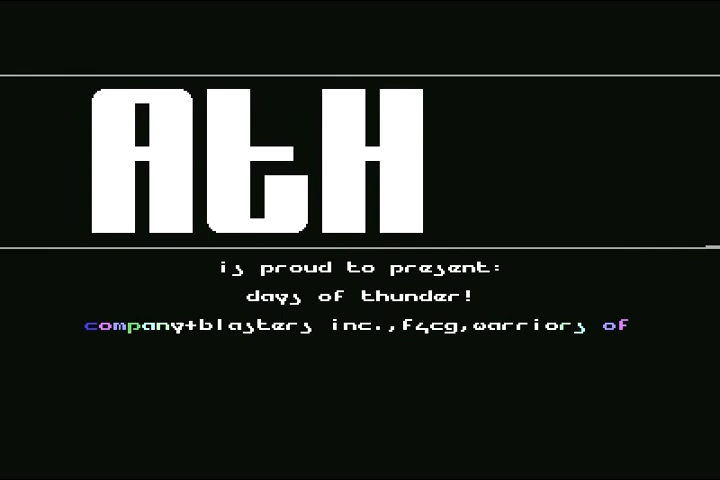 AtH
is proud to present:
days of thunder!
company+blasters inc.,f4cg,warriors of